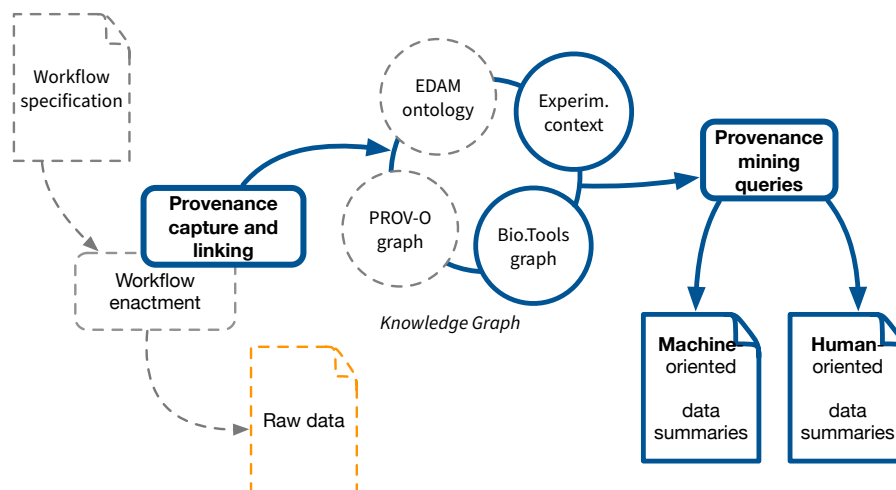 Workflow
specification
Provenance
capture and
linking
Workflow
enactment
Raw data
EDAM
ontology
Experim.
context
PROV-O
graph
Bio.Tools
graph
Knowledge Graph
Provenance
mining
queries
Machine-
oriented
data
summaries
Human-
oriented
data
summaries